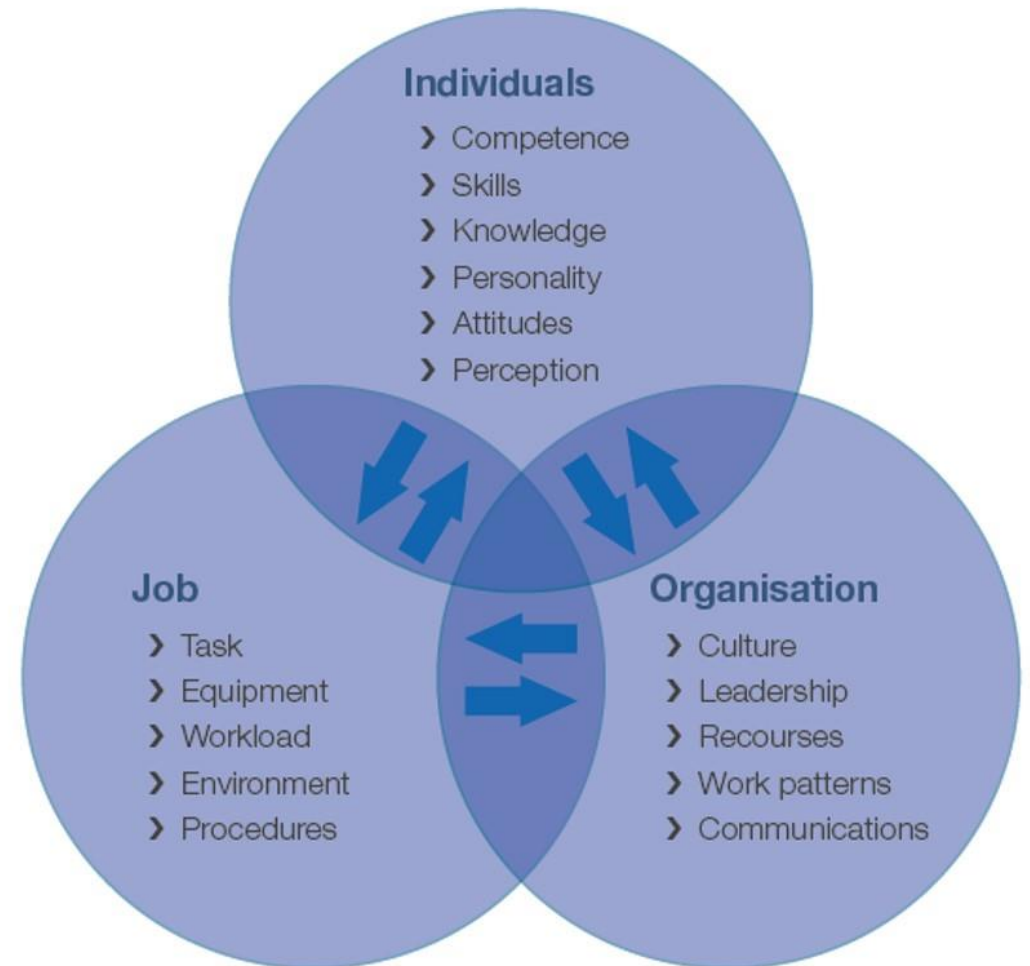 Individuals
❯ Competence
❯ Skills
❯ Knowledge
❯ Personality
❯ Attitudes
❯ Perception
Job
❯ Task
❯ Equipment
❯ Workload
❯ Environment
❯ Procedures
Organisation
❯ Culture
❯ Leadership
❯ Recourses
❯ Work patterns
❯ Communications